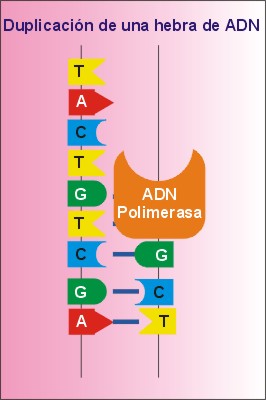 Duplicación de una hebra de ADN
T
A
C
T
G
ADN
Polimerasa
T
C G
G C
A T